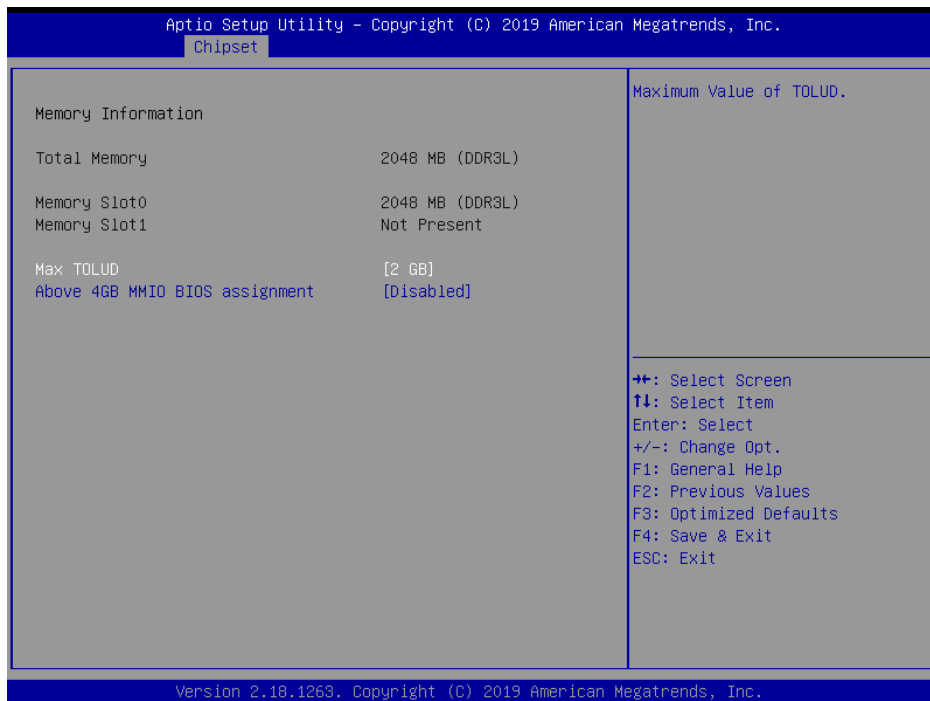 Aptio Setup Utility – Copyright (C) 2019 American Megatrends, Inc.
Chipset
Memory Information
Total Memory 2048 MB (DDR3L)
Memory Slot0 2048 MB (DDR3L)
Memory Slot1 Not Present
Max TOLUD [2 GB]
Above 4GB MMIO BIOS assignment [Disabled]
Maximum Value of TOLUD.
→←: Select Screen
↑↓: Select Item
Enter: Select
+/-: Change Opt.
F1: General Help
F2: Previous Values
F3: Optimized Defaults
F4: Save & Exit
ESC: Exit
Version 2.18.1263. Copyright (C) 2019 American Megatrends, Inc.